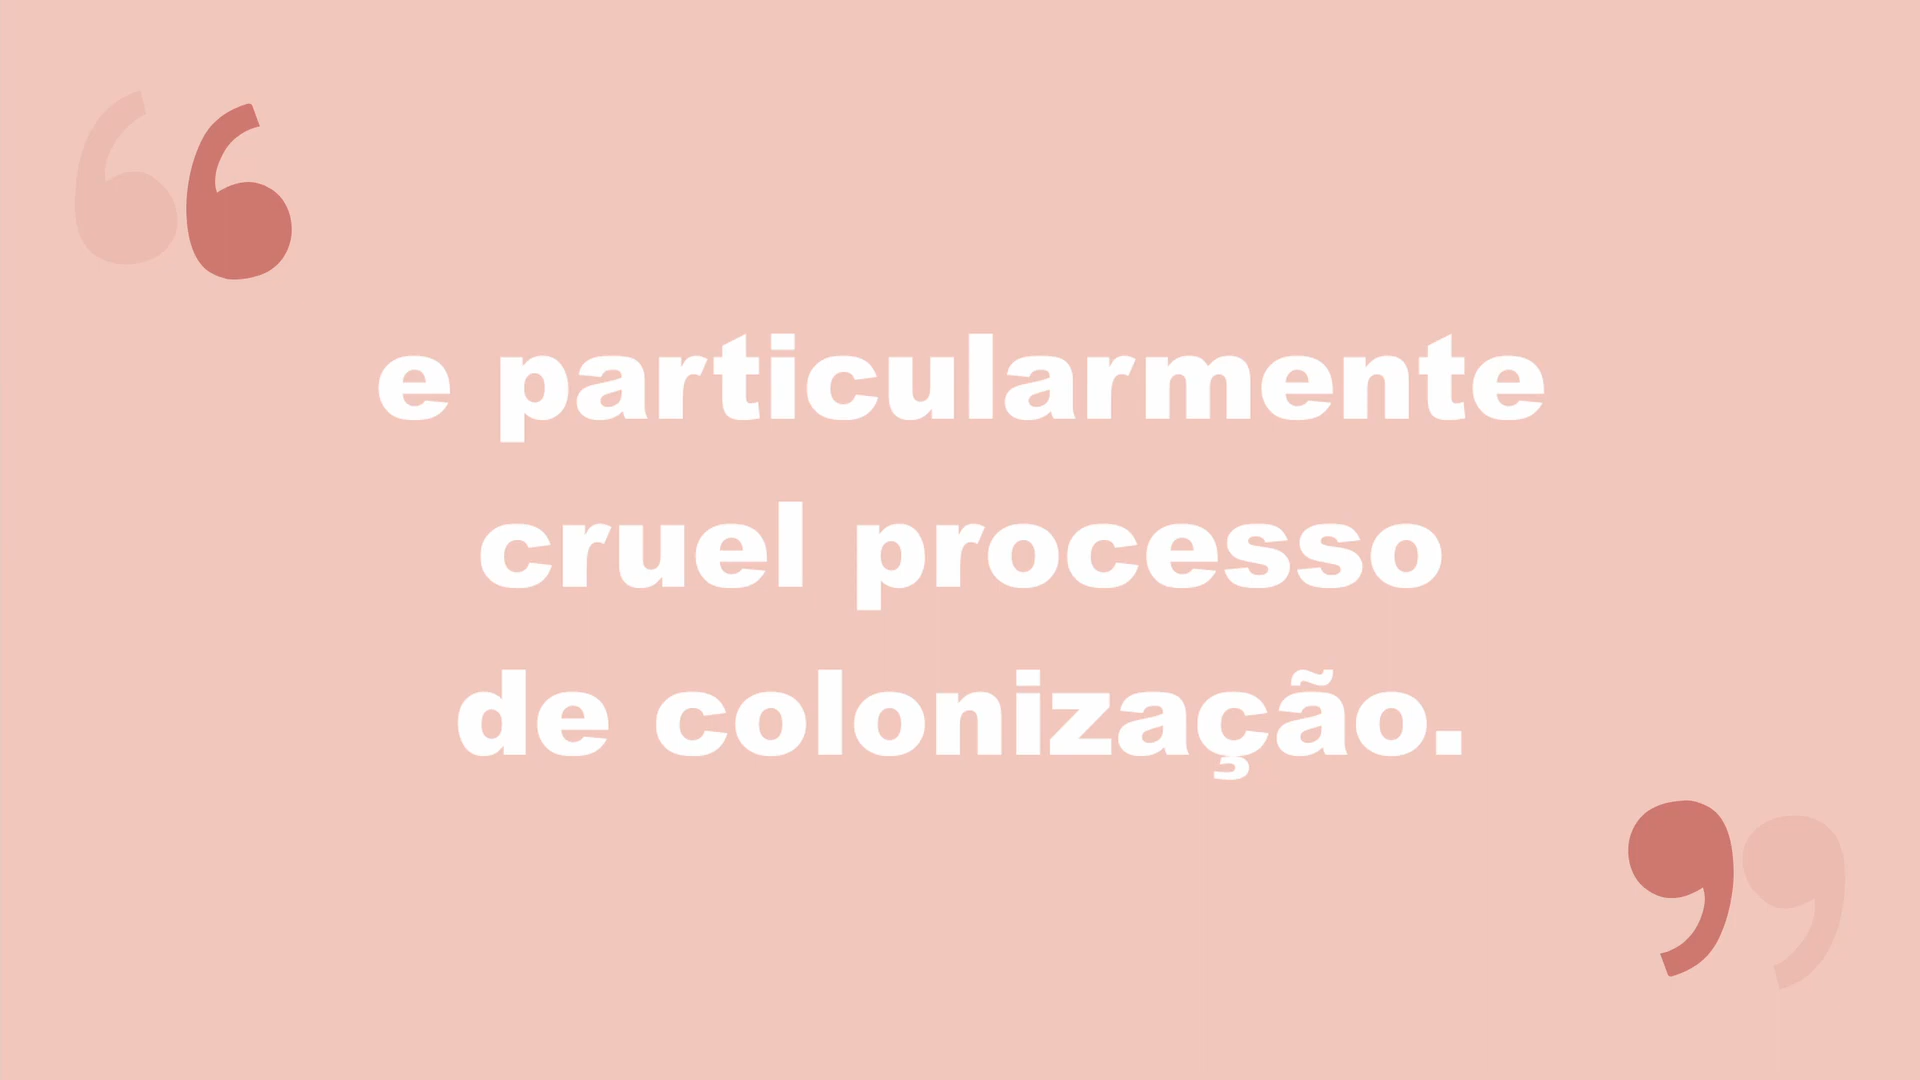 e particularmente
cruel processo
de colonização.